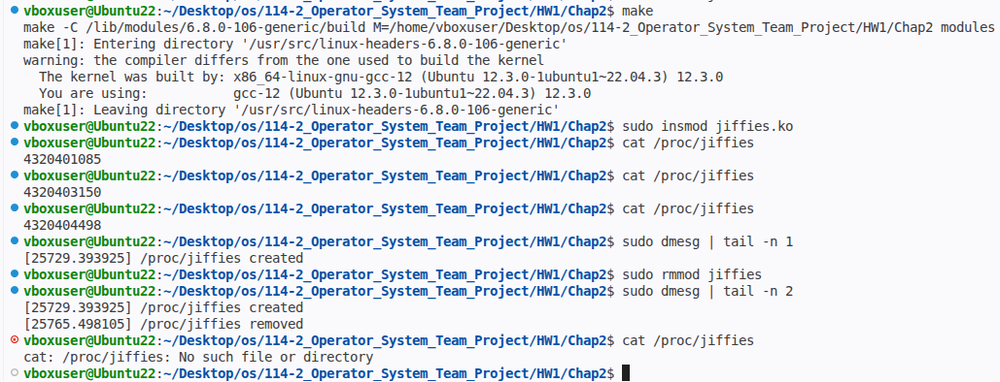 vboxuser@Ubuntu22:~/Desktop/os/114-2_Operator_System_Team_Project/HW1/Chap2$ make
make -C /lib/modules/6.8.0-106-generic/build M=/home/vboxuser/Desktop/os/114-2_Operator_System_Team_Project/HW1/Chap2 modules
make[1]: Entering directory '/usr/src/linux-headers-6.8.0-106-generic'
warning: the compiler differs from the one used to build the kernel
  The kernel was built by: x86_64-linux-gnu-gcc-12 (Ubuntu 12.3.0-1ubuntu1~22.04.3) 12.3.0
  You are using:           gcc-12 (Ubuntu 12.3.0-1ubuntu1~22.04.3) 12.3.0
make[1]: Leaving directory '/usr/src/linux-headers-6.8.0-106-generic'
vboxuser@Ubuntu22:~/Desktop/os/114-2_Operator_System_Team_Project/HW1/Chap2$ sudo insmod jiffies.ko
vboxuser@Ubuntu22:~/Desktop/os/114-2_Operator_System_Team_Project/HW1/Chap2$ cat /proc/jiffies
4320401085
vboxuser@Ubuntu22:~/Desktop/os/114-2_Operator_System_Team_Project/HW1/Chap2$ cat /proc/jiffies
4320403150
vboxuser@Ubuntu22:~/Desktop/os/114-2_Operator_System_Team_Project/HW1/Chap2$ cat /proc/jiffies
4320404498
vboxuser@Ubuntu22:~/Desktop/os/114-2_Operator_System_Team_Project/HW1/Chap2$ sudo dmesg | tail -n 1
[25729.393925] /proc/jiffies created
vboxuser@Ubuntu22:~/Desktop/os/114-2_Operator_System_Team_Project/HW1/Chap2$ sudo rmmod jiffies
vboxuser@Ubuntu22:~/Desktop/os/114-2_Operator_System_Team_Project/HW1/Chap2$ sudo dmesg | tail -n 2
[25729.393925] /proc/jiffies created
[25765.498105] /proc/jiffies removed
vboxuser@Ubuntu22:~/Desktop/os/114-2_Operator_System_Team_Project/HW1/Chap2$ cat /proc/jiffies
cat: /proc/jiffies: No such file or directory
vboxuser@Ubuntu22:~/Desktop/os/114-2_Operator_System_Team_Project/HW1/Chap2$